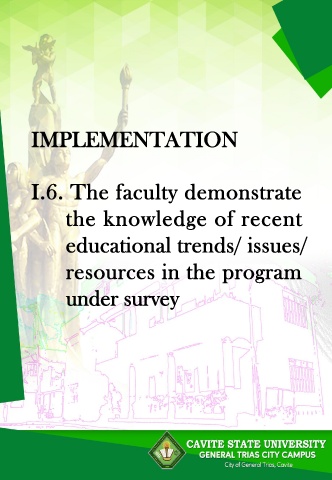 IMPLEMENTATION
I.6. The faculty demonstrate
the knowledge of recent
educational trends/ issues/
resources in the program
under survey
CAVITE STATE UNIVERSITY
GENERAL TRIAS CITY CAMPUS
City of General Trias, Cavite